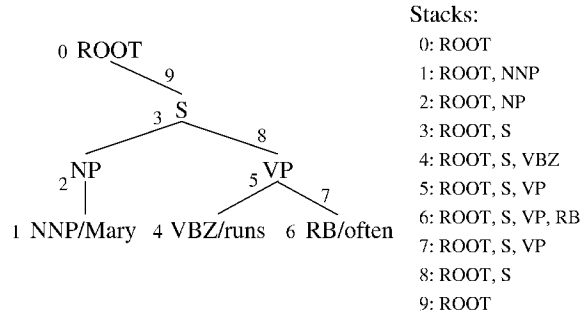 0 ROOT
9
3 S
8
2 NP
5 VP
7
1 NNP/Mary 4 VBZ/runs 6 RB/often
Stacks:
0: ROOT
1: ROOT, NNP
2: ROOT, NP
3: ROOT, S
4: ROOT, S, VBZ
5: ROOT, S, VP
6: ROOT, S, VP, RB
7: ROOT, S, VP
8: ROOT, S
9: ROOT